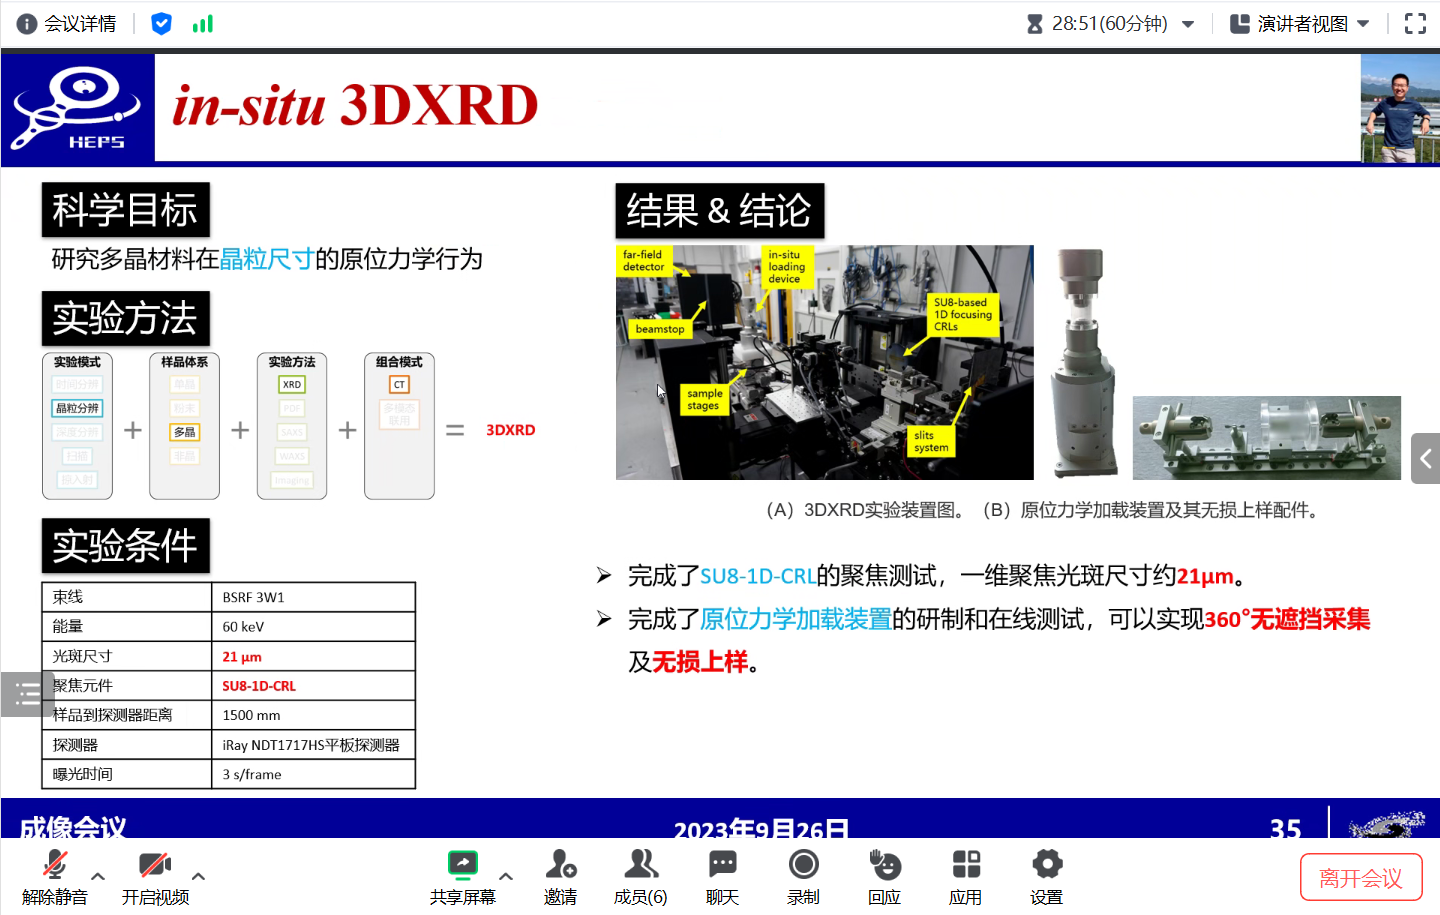 会议详情
28:51(60分钟)
演讲者视图
HEPS
in-situ 3DXRD
科学目标
研究多晶材料在晶粒尺寸的原位力学行为
实验方法
实验模式
时间分辨
晶粒分辨
深度分辨
扫描
掠入射
样品体系
单晶
粉末
多晶
非晶
实验方法
XRD
PDF
SAXS
WAXS
Imaging
组合模式
CT
多模态
联用
+ + + = 3DXRD
实验条件
束线 BSRF 3W1
能量 60 keV
光斑尺寸 21 μm
聚焦元件 SU8-1D-CRL
样品到探测器距离 1500 mm
探测器 iRay NDT1717HS平板探测器
曝光时间 3 s/frame
结果 & 结论
far-field
detector
in-situ
loading
device
SU8-based
1D focusing
CRLs
beamstop
sample
stages
slits
system
（A）3DXRD实验装置图。（B）原位力学加载装置及其无损上样配件。
➢ 完成了SU8-1D-CRL的聚焦测试，一维聚焦光斑尺寸约21μm。
➢ 完成了原位力学加载装置的研制和在线测试，可以实现360°无遮挡采集
及无损上样。
成像会议
2023年9月26日
35
解除静音
开启视频
共享屏幕
邀请
成员(6)
聊天
录制
回应
应用
设置
离开会议